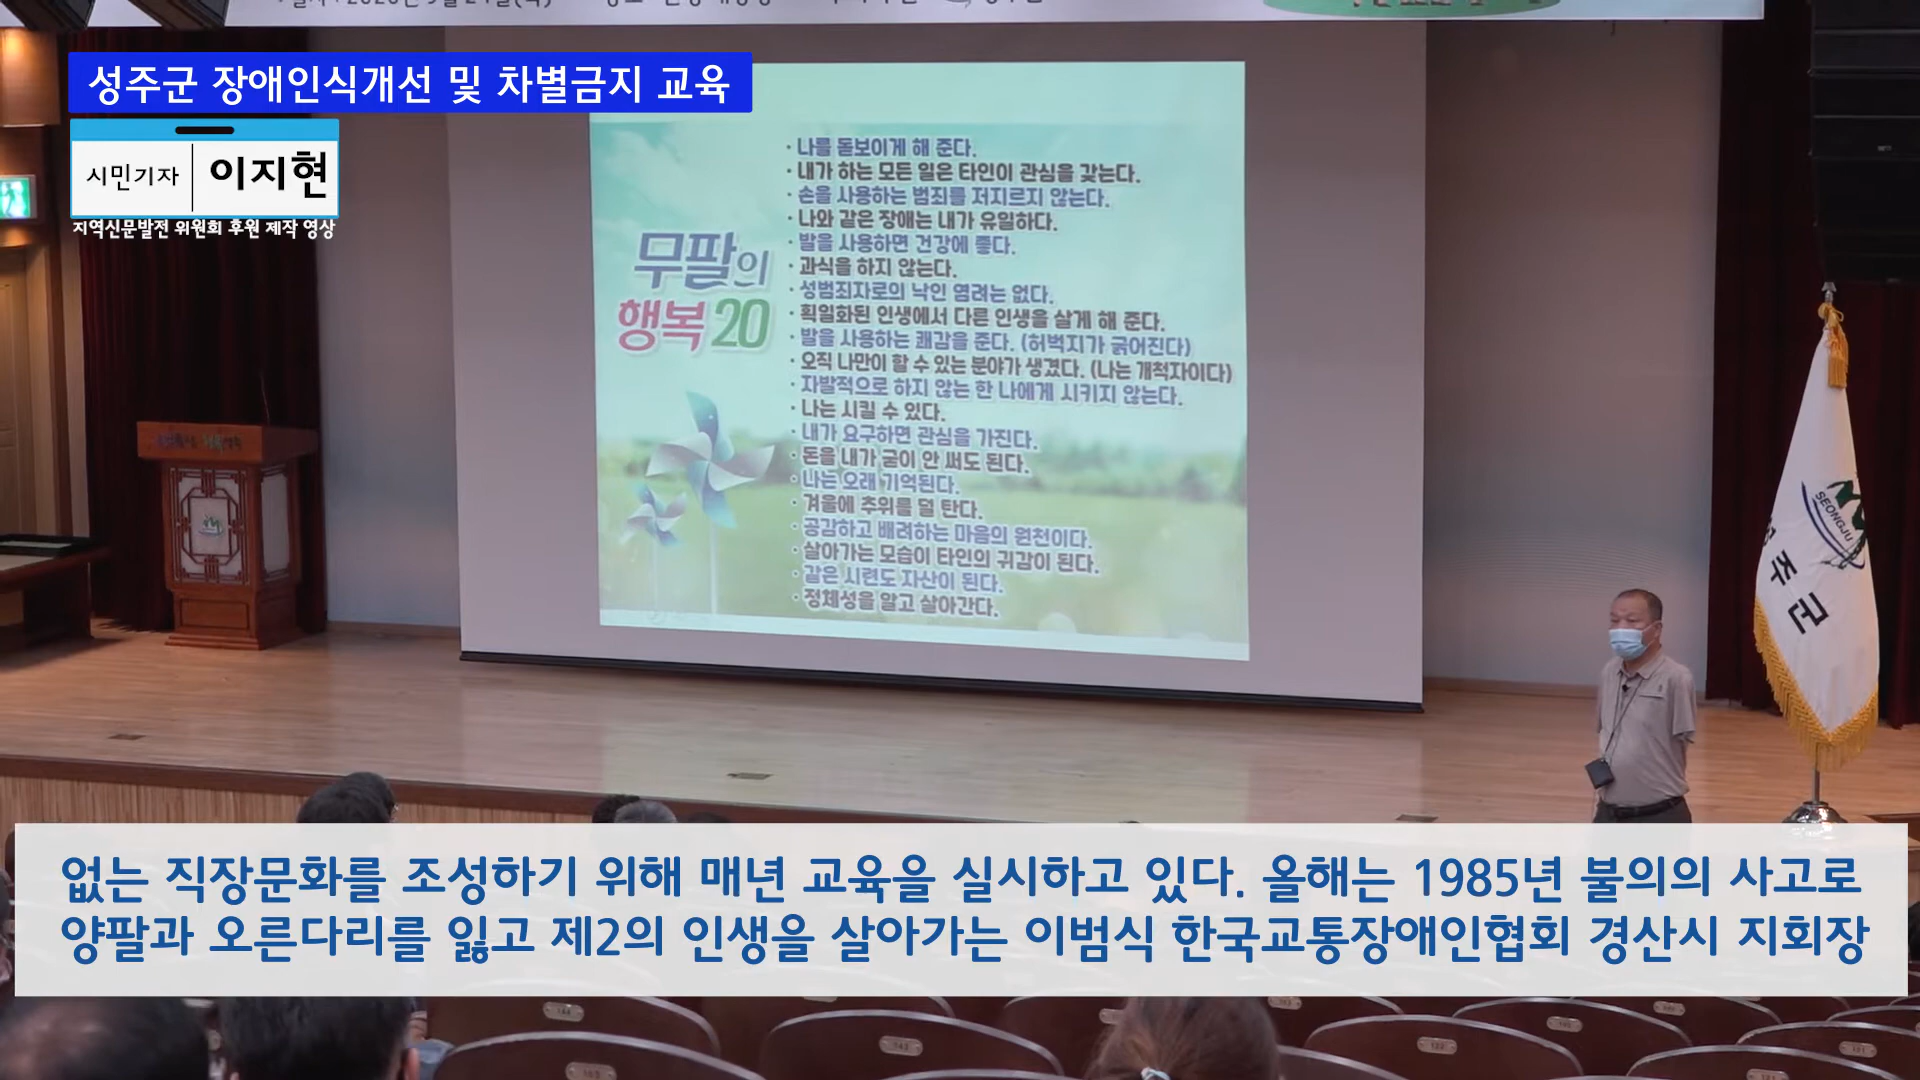 성주군 장애인식개선 및 차별금지 교육
시민기자 이지현
지역신문발전 위원회 후원 제작 영상
무팔의
행복 20
· 나를 돋보이게 해 준다.
· 내가 하는 모든 일은 타인이 관심을 갖는다.
· 손을 사용하는 범죄를 저지르지 않는다.
· 나와 같은 장애는 내가 유일하다.
· 발을 사용하면 건강에 좋다.
· 과식을 하지 않는다.
· 성범죄자로의 낙인 염려는 없다.
· 획일화된 인생에서 다른 인생을 살게 해 준다.
· 발을 사용하는 쾌감을 준다. (허벅지가 굵어진다)
· 오직 나만이 할 수 있는 분야가 생겼다. (나는 개척자이다)
· 자발적으로 하지 않는 한 나에게 시키지 않는다.
· 나는 시킬 수 있다.
· 내가 요구하면 관심을 가진다.
· 돈을 내가 굳이 안 써도 된다.
· 나는 오래 기억된다.
· 겨울에 추위를 덜 탄다.
· 공감하고 배려하는 마음의 원천이다.
· 살아가는 모습이 타인의 귀감이 된다.
· 같은 시련도 자산이 된다.
· 정체성을 알고 살아간다.
SEONGJU
주군
없는 직장문화를 조성하기 위해 매년 교육을 실시하고 있다. 올해는 1985년 불의의 사고로
양팔과 오른다리를 잃고 제2의 인생을 살아가는 이범식 한국교통장애인협회 경산시 지회장